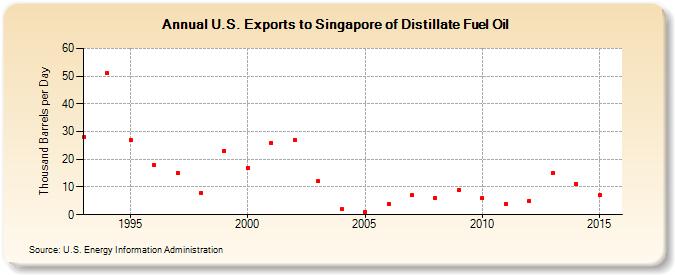 Annual U.S. Exports to Singapore of Distillate Fuel Oil
Thousand Barrels per Day
60
50
40
30
20
10
0
1995 2000 2005 2010 2015
Source: U.S. Energy Information Administration